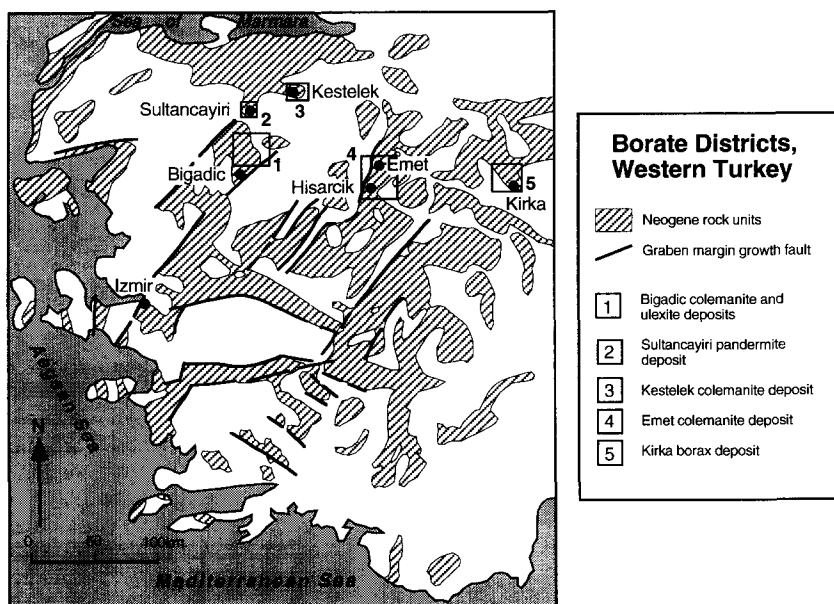 Sea of Marmara
Kestelek
3
Sultancayiri
2
4
Emet
1
Bigadic
Hisarcik
5
Kirka
Izmir
Aegean Sea
N
0 50 100km
Mediterranean Sea
Borate Districts,
Western Turkey
Neogene rock units
Graben margin growth fault
1 Bigadic colemanite and
ulexite deposits
2 Sultancayiri pandermite
deposit
3 Kestelek colemanite deposit
4 Emet colemanite deposit
5 Kirka borax deposit